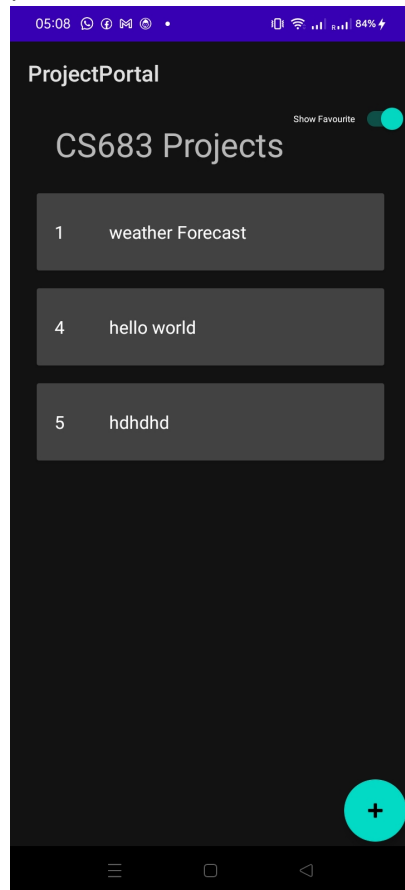 05:08 84%
ProjectPortal
Show Favourite
CS683 Projects
1 weather Forecast
4 hello world
5 hdhdhd
+